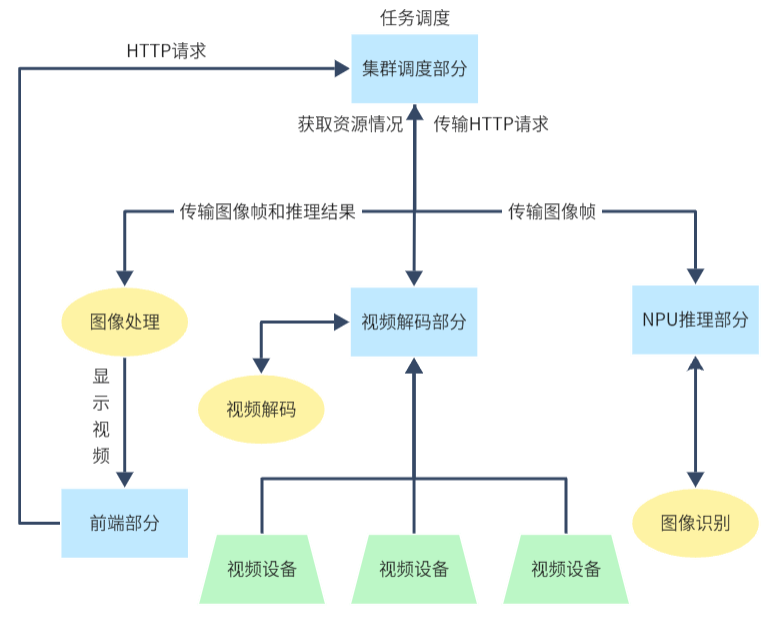 任务调度
HTTP请求
集群调度部分
获取资源情况
传输HTTP请求
传输图像帧和推理结果
传输图像帧
图像处理
视频解码部分
NPU推理部分
显
示
视
频
视频解码
前端部分
图像识别
视频设备
视频设备
视频设备